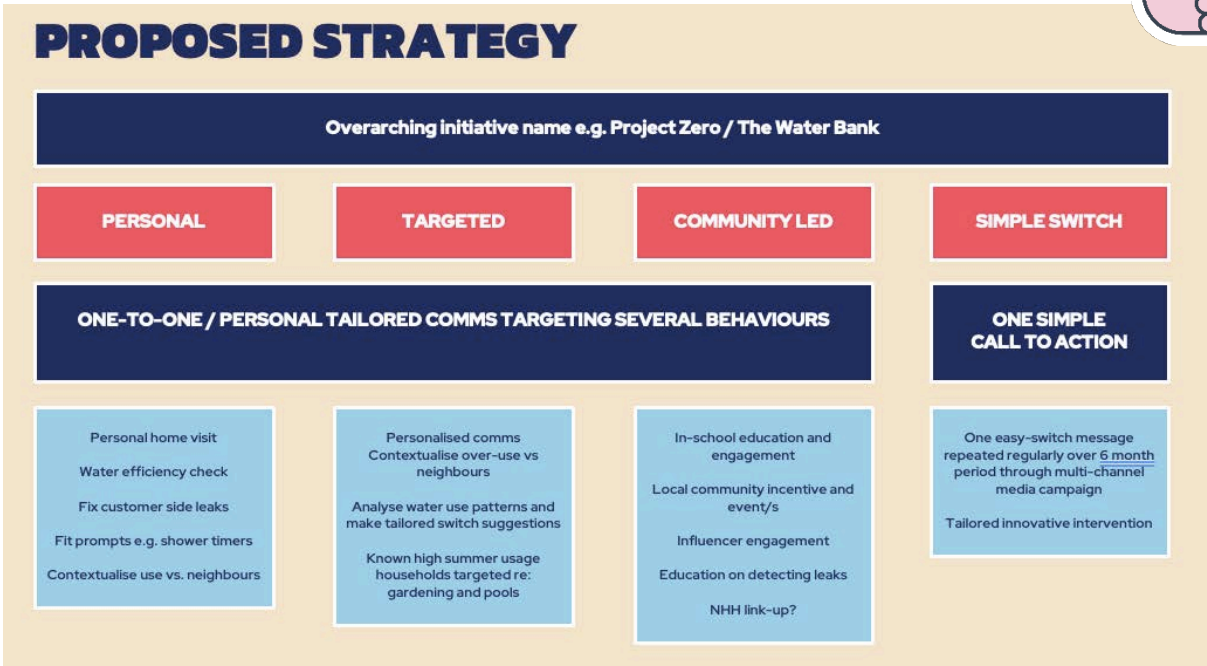 PROPOSED STRATEGY
Overarching initiative name e.g. Project Zero / The Water Bank
PERSONAL
TARGETED
COMMUNITY LED
SIMPLE SWITCH
ONE-TO-ONE / PERSONAL TAILORED COMMS TARGETING SEVERAL BEHAVIOURS
ONE SIMPLE
CALL TO ACTION
Personal home visit
Water efficiency check
Fix customer side leaks
Fit prompts e.g. shower timers
Contextualise use vs. neighbours
Personalised comms
Contextualise over-use vs
neighbours
Analyse water use patterns and
make tailored switch suggestions
Known high summer usage
households targeted re:
gardening and pools
In-school education and
engagement
Local community incentive and
event/s
Influencer engagement
Education on detecting leaks
NHH link-up?
One easy-switch message
repeated regularly over 6 month
period through multi-channel
media campaign
Tailored innovative intervention